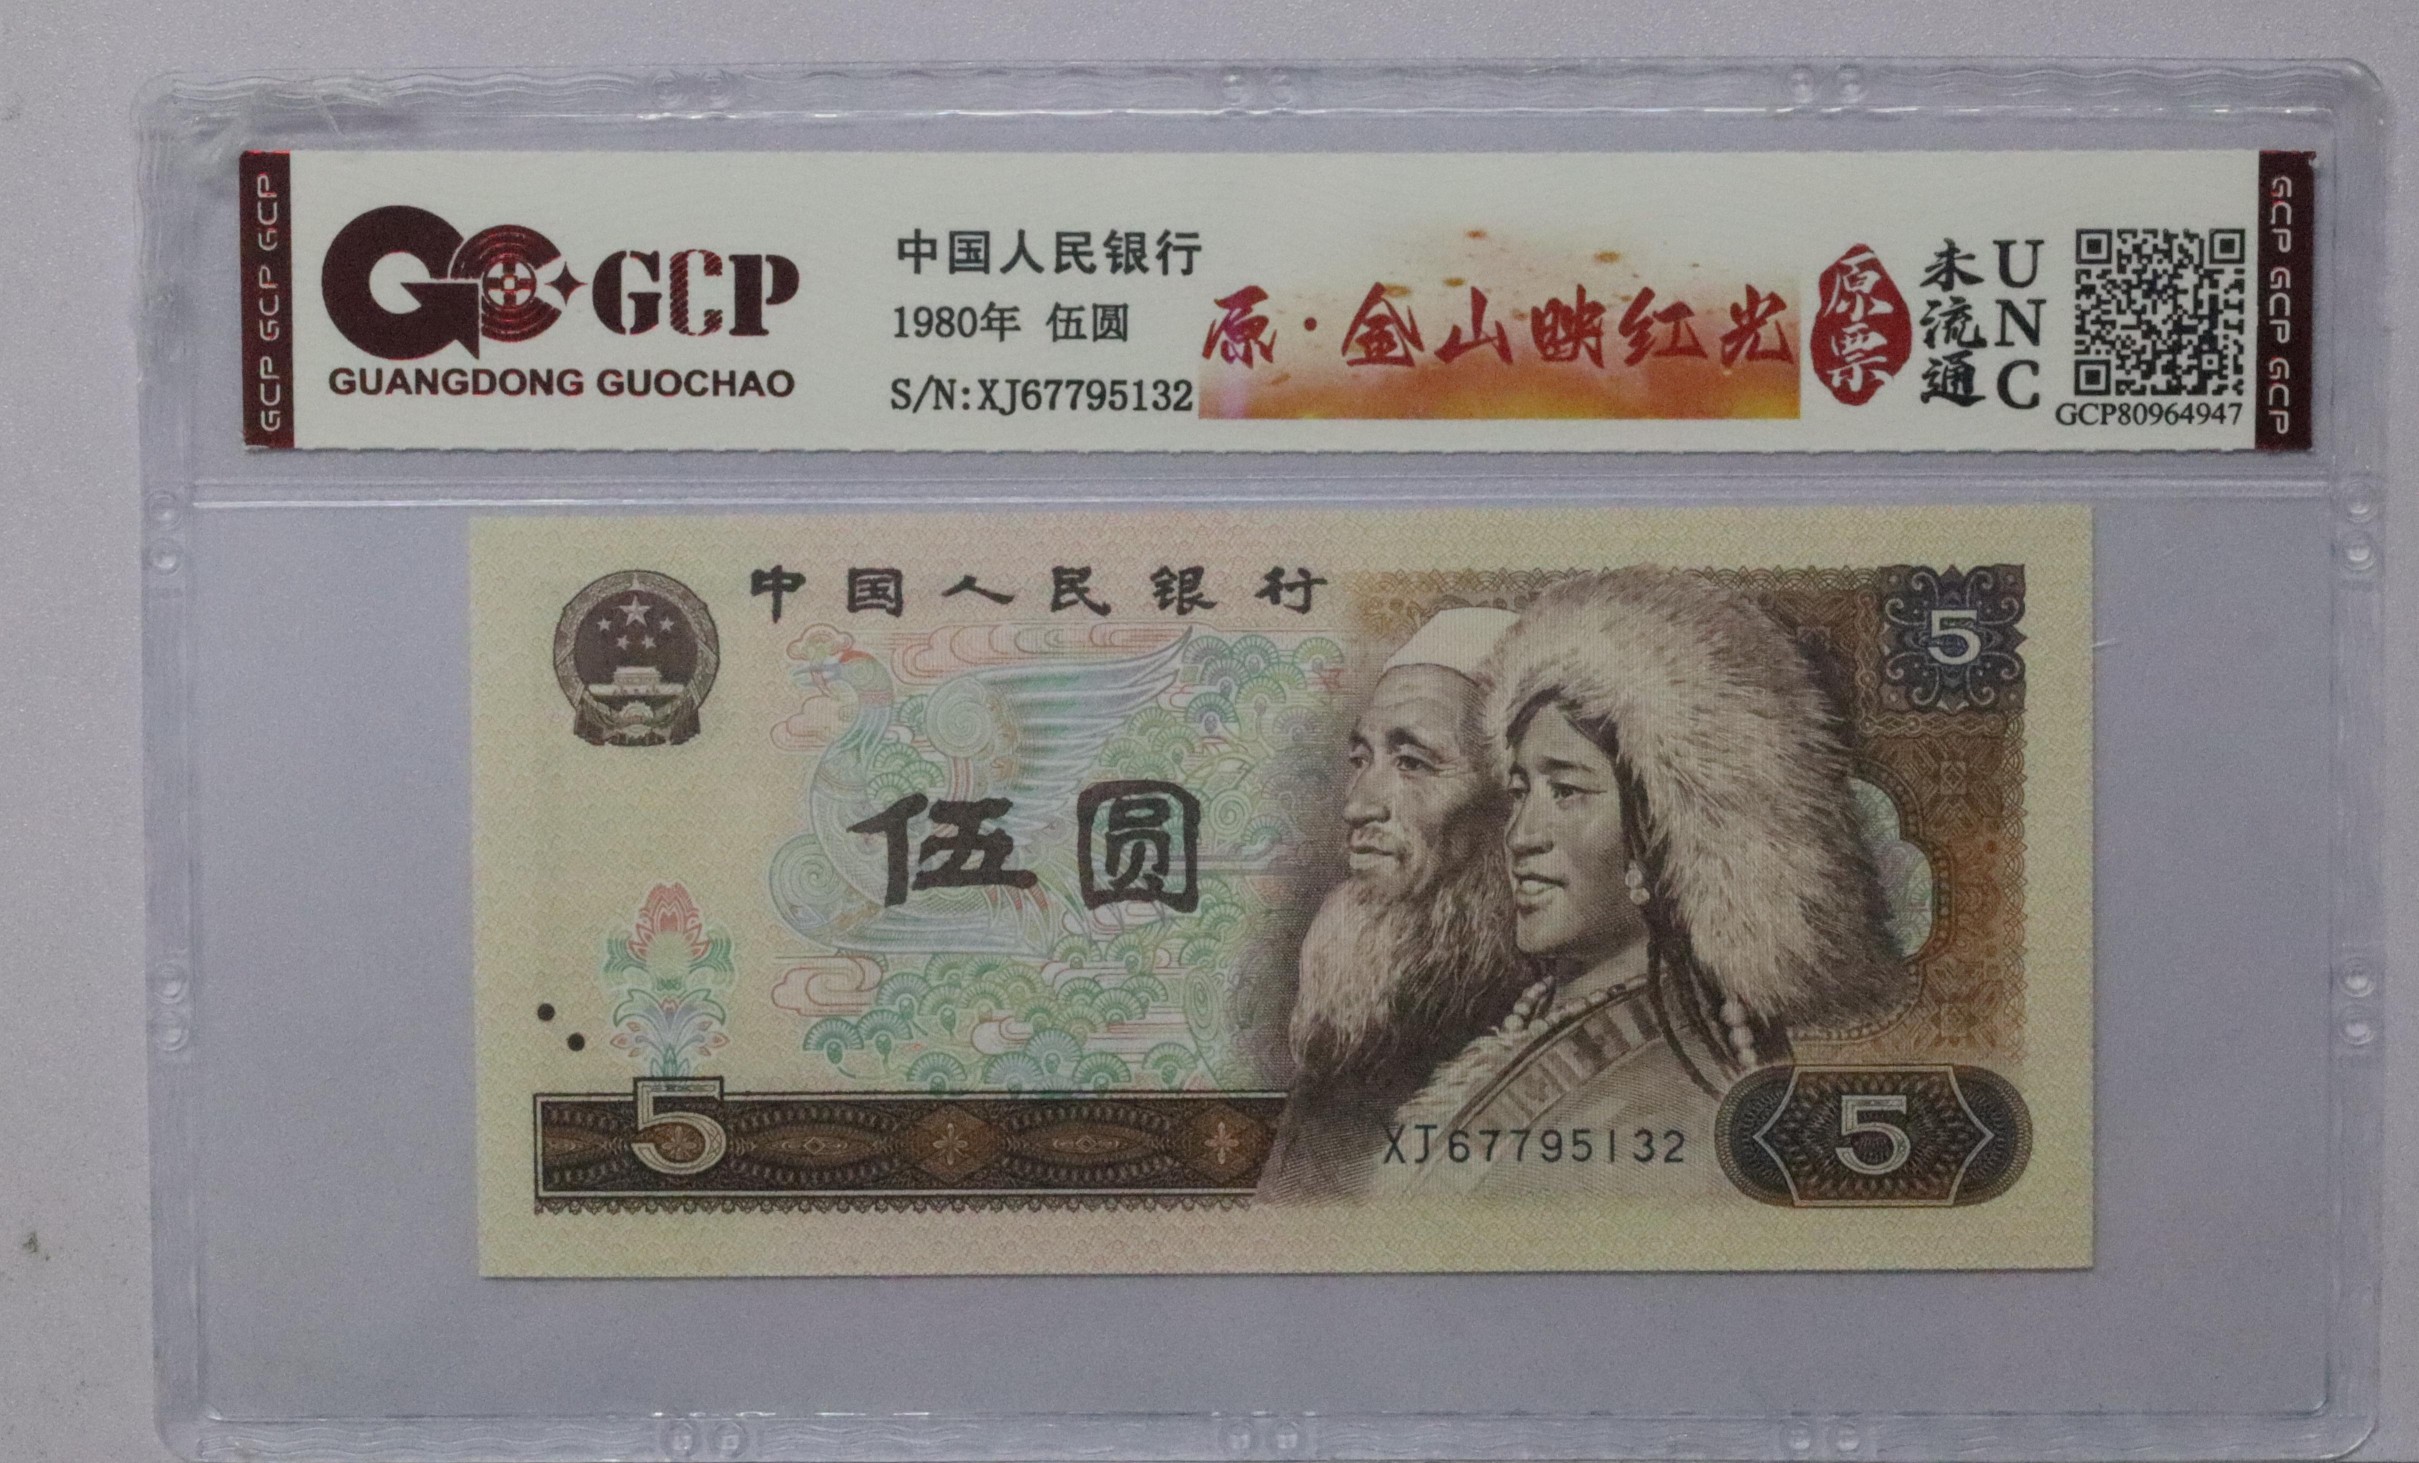 GCP GCP GCP
GC GCP
GUANGDONG GUOCHAO
中国人民银行
1980年 伍圆
S/N:XJ67795132
原·金山映红光
原票
未流通
UNC
GCP80964947
GCP GCP GCP
中国人民银行
5
伍圆
5
XJ67795132
5